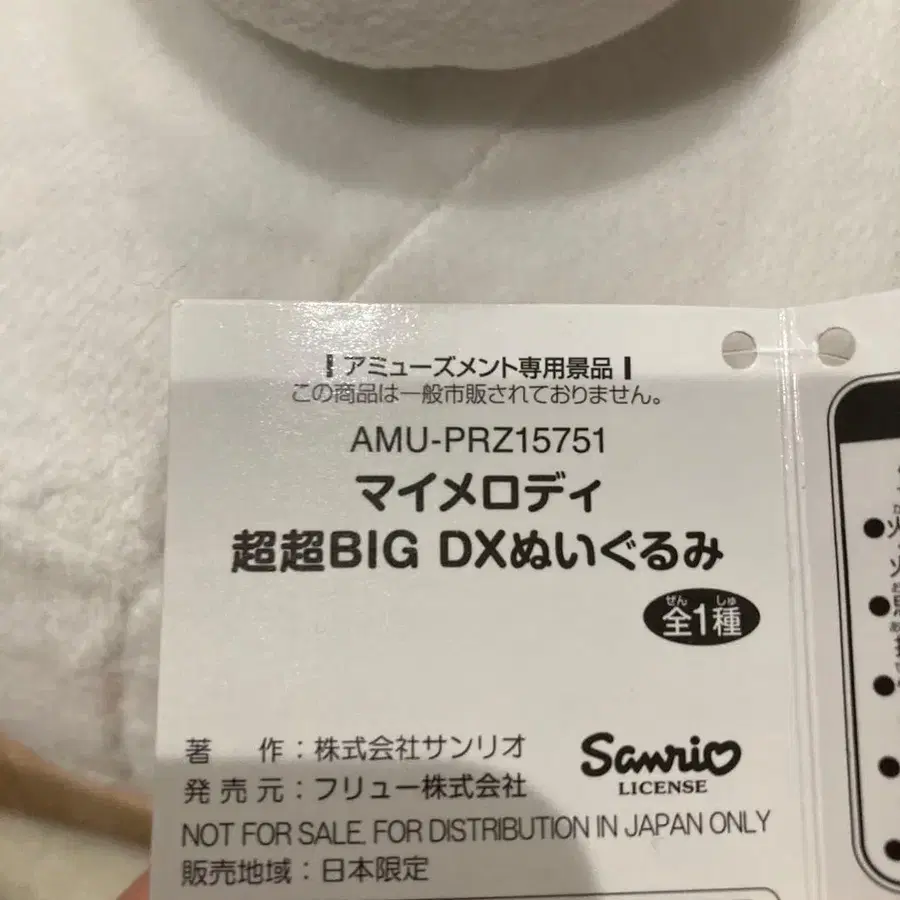 アミューズメント専用景品
この商品は一般市販されておりません。
AMU-PRZ15751
マイメロディ
超超BIG DXぬいぐるみ
ぜん しゅ
全1種
著 作：株式会社サンリオ
発売元：フリュー株式会社
Sanrio
LICENSE
NOT FOR SALE. FOR DISTRIBUTION IN JAPAN ONLY
販売地域：日本限定